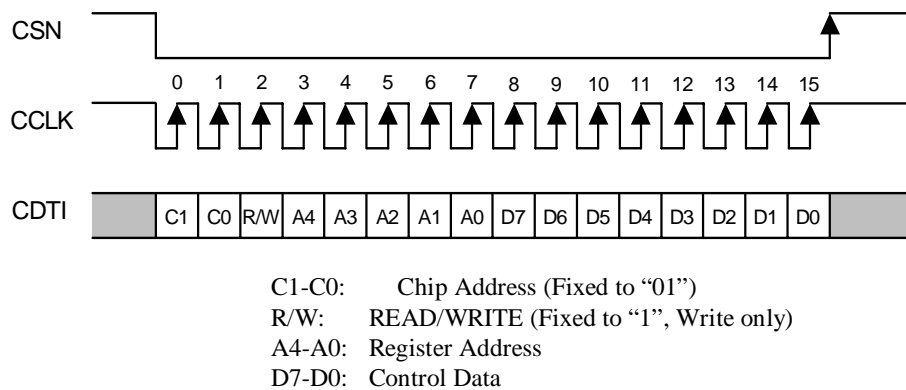 CSN
0 1 2 3 4 5 6 7 8 9 10 11 12 13 14 15
CCLK
CDTI C1 C0 R/W A4 A3 A2 A1 A0 D7 D6 D5 D4 D3 D2 D1 D0
C1-C0: Chip Address (Fixed to “01”)
R/W: READ/WRITE (Fixed to “1”, Write only)
A4-A0: Register Address
D7-D0: Control Data